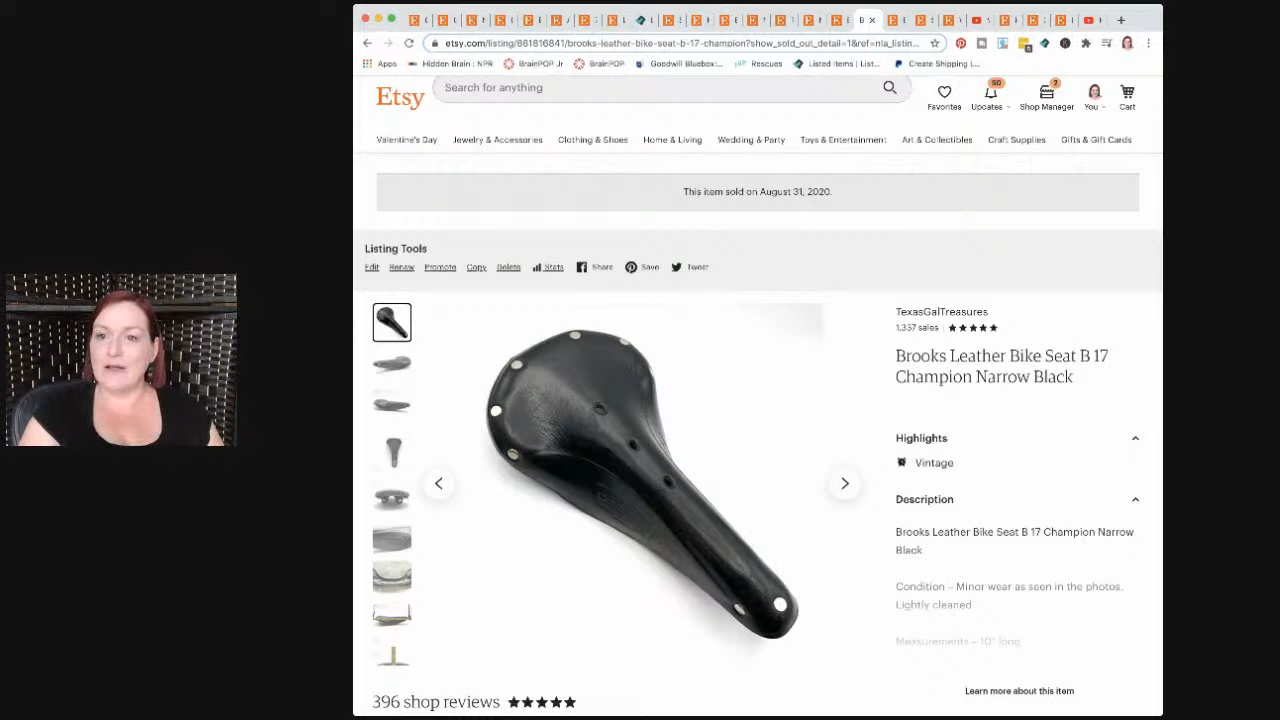 etsy.com/listing/861816841/brooks-leather-bike-seat-b-17-champion?show_sold_out_detail=1&ref=nla_listin...
Apps Hidden Brain : NPR BrainPOP Jr BrainPOP Goodwill Bluebox:... Rescues Listed Items | List... Create Shipping L...
Etsy
Search for anything
50
2
Favorites Updates Shop Manager You Cart
Valentine's Day Jewelry & Accessories Clothing & Shoes Home & Living Wedding & Party Toys & Entertainment Art & Collectibles Craft Supplies Gifts & Gift Cards
This item sold on August 31, 2020.
Listing Tools
Edit Renew Promote Copy Delete Stats Share Save Tweet
TexasGalTreasures
1,337 sales
Brooks Leather Bike Seat B 17
Champion Narrow Black
Highlights
Vintage
Description
Brooks Leather Bike Seat B 17 Champion Narrow
Black
Condition – Minor wear as seen in the photos.
Lightly cleaned
Measurements – 10" long
Learn more about this item
396 shop reviews